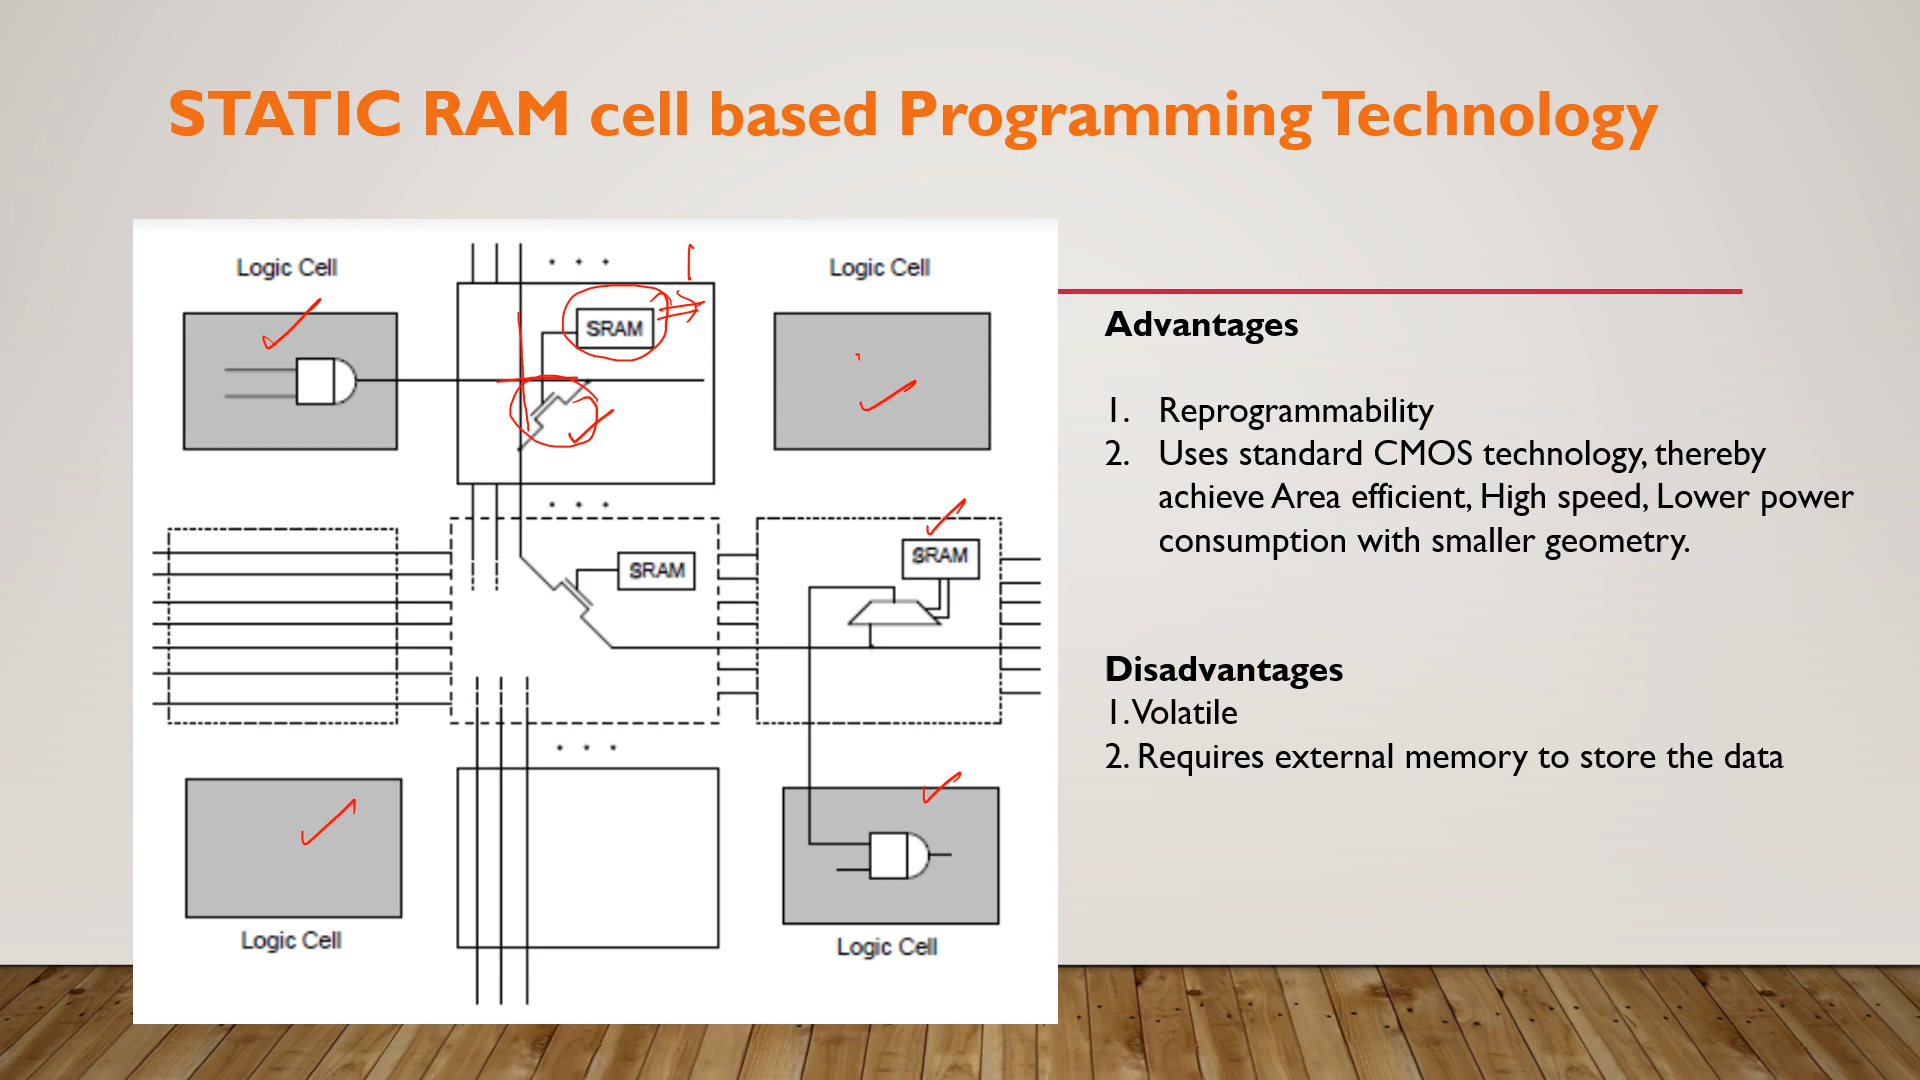 STATIC RAM cell based Programming Technology
Logic Cell
Logic Cell
SRAM
SRAM
SRAM
Logic Cell
Logic Cell
Advantages
1. Reprogrammability
2. Uses standard CMOS technology, thereby
achieve Area efficient, High speed, Lower power
consumption with smaller geometry.
Disadvantages
1. Volatile
2. Requires external memory to store the data